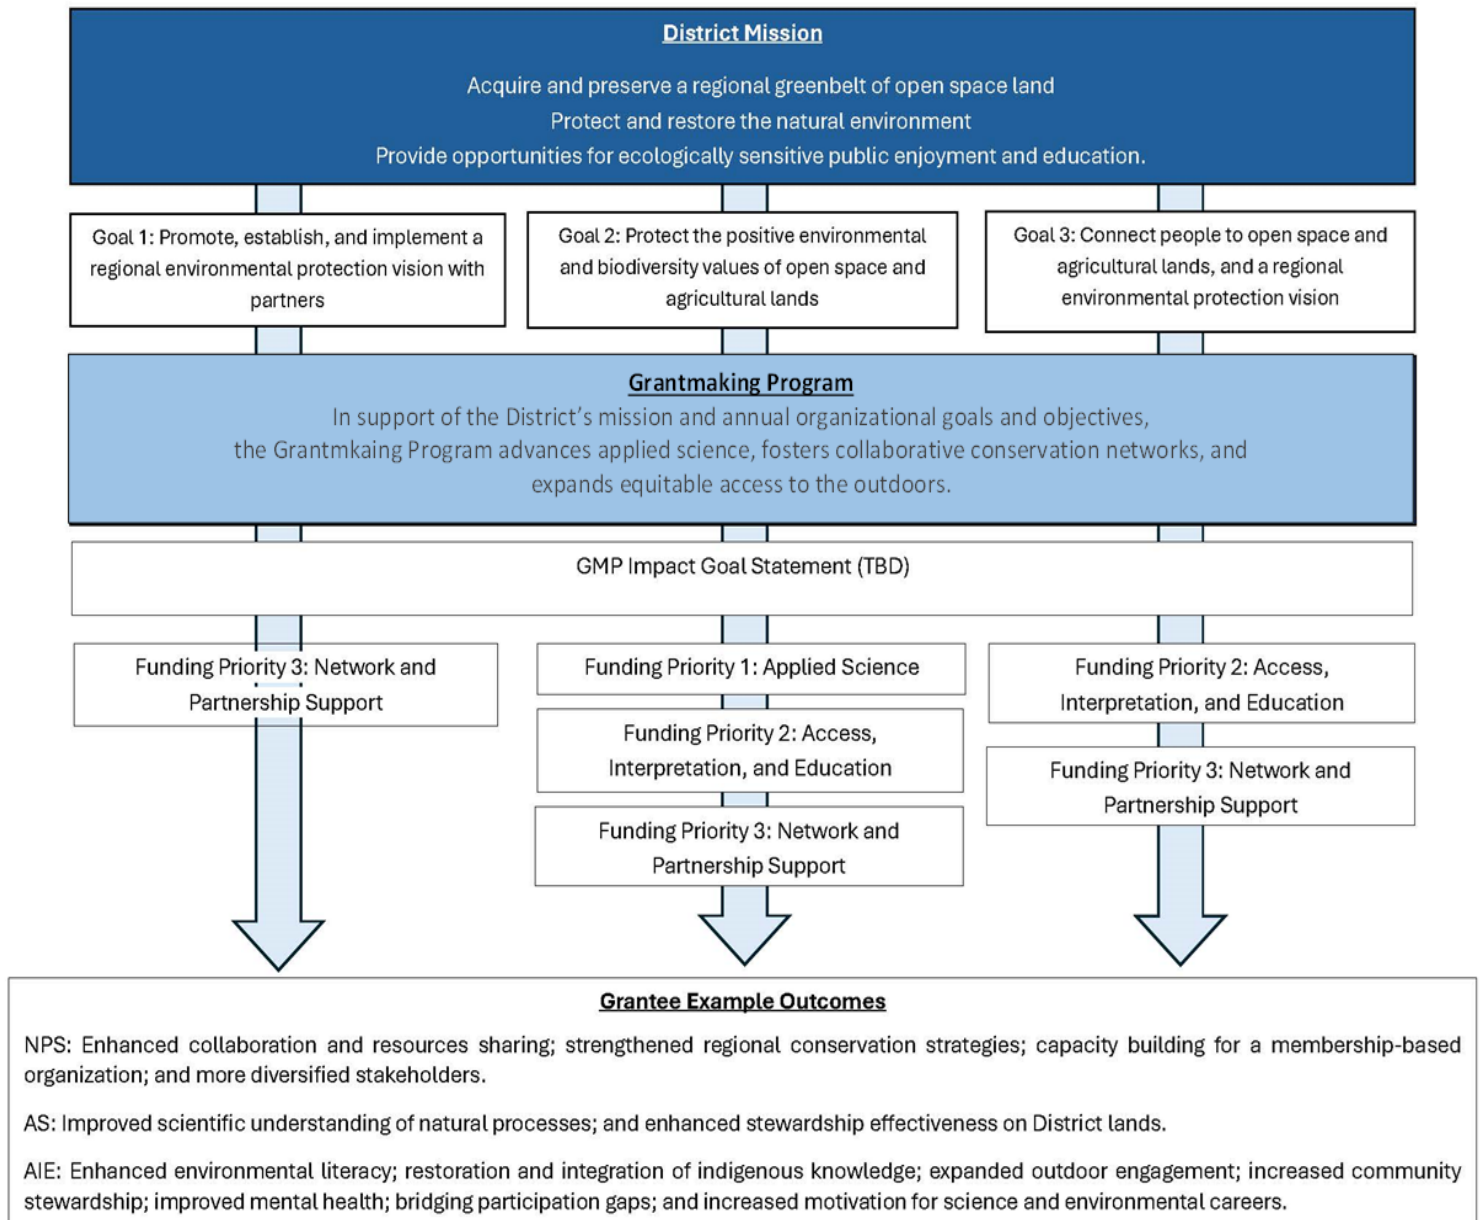 District Mission
Acquire and preserve a regional greenbelt of open space land
Protect and restore the natural environment
Provide opportunities for ecologically sensitive public enjoyment and education.
Goal 1: Promote, establish, and implement a
regional environmental protection vision with
partners
Goal 2: Protect the positive environmental
and biodiversity values of open space and
agricultural lands
Goal 3: Connect people to open space and
agricultural lands, and a regional
environmental protection vision
Grantmaking Program
In support of the District’s mission and annual organizational goals and objectives,
the Grantmkaing Program advances applied science, fosters collaborative conservation networks, and
expands equitable access to the outdoors.
GMP Impact Goal Statement (TBD)
Funding Priority 3: Network and
Partnership Support
Funding Priority 1: Applied Science
Funding Priority 2: Access,
Interpretation, and Education
Funding Priority 3: Network and
Partnership Support
Funding Priority 2: Access,
Interpretation, and Education
Funding Priority 3: Network and
Partnership Support
Grantee Example Outcomes
NPS: Enhanced collaboration and resources sharing; strengthened regional conservation strategies; capacity building for a membership-based
organization; and more diversified stakeholders.
AS: Improved scientific understanding of natural processes; and enhanced stewardship effectiveness on District lands.
AIE: Enhanced environmental literacy; restoration and integration of indigenous knowledge; expanded outdoor engagement; increased community
stewardship; improved mental health; bridging participation gaps; and increased motivation for science and environmental careers.